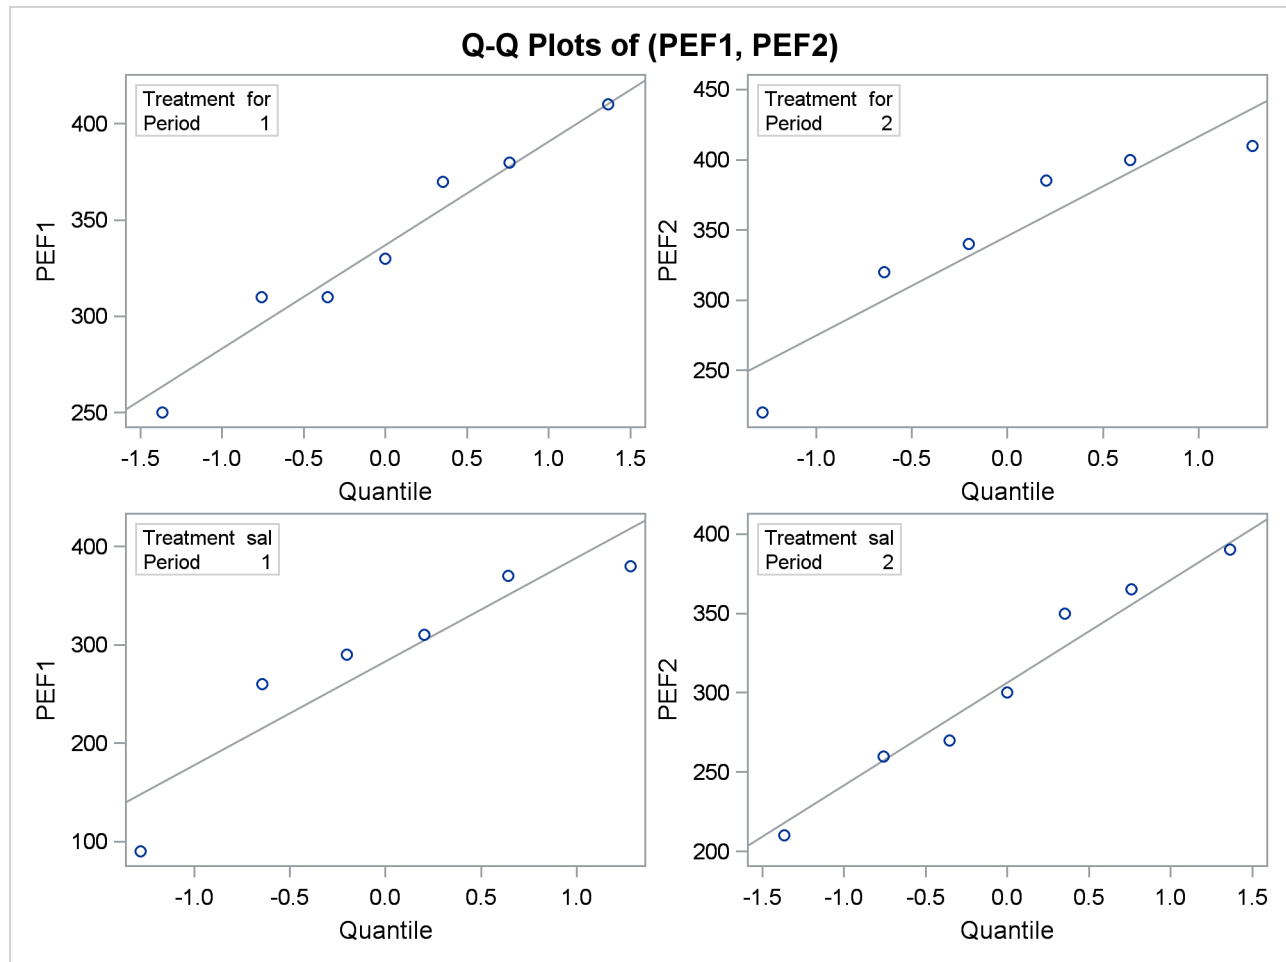 Q-Q Plots of (PEF1, PEF2)
Treatment for
Period 1
400
350
300
250
PEF1
-1.5 -1.0 -0.5 0.0 0.5 1.0 1.5
Quantile
Treatment for
Period 2
450
400
350
300
250
PEF2
-1.0 -0.5 0.0 0.5 1.0
Quantile
Treatment sal
Period 1
400
300
200
100
PEF1
-1.0 -0.5 0.0 0.5 1.0
Quantile
Treatment sal
Period 2
400
350
300
250
200
PEF2
-1.5 -1.0 -0.5 0.0 0.5 1.0 1.5
Quantile